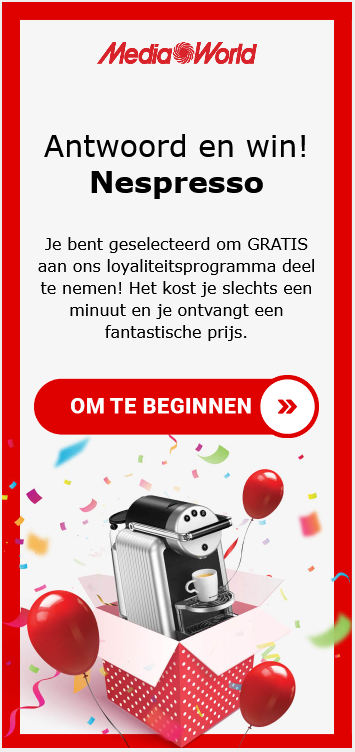 MediaWorld
Antwoord en win!
Nespresso
Je bent geselecteerd om GRATIS
aan ons loyaliteitsprogramma deel
te nemen! Het kost je slechts een
minuut en je ontvangt een
fantastische prijs.
OM TE BEGINNEN »